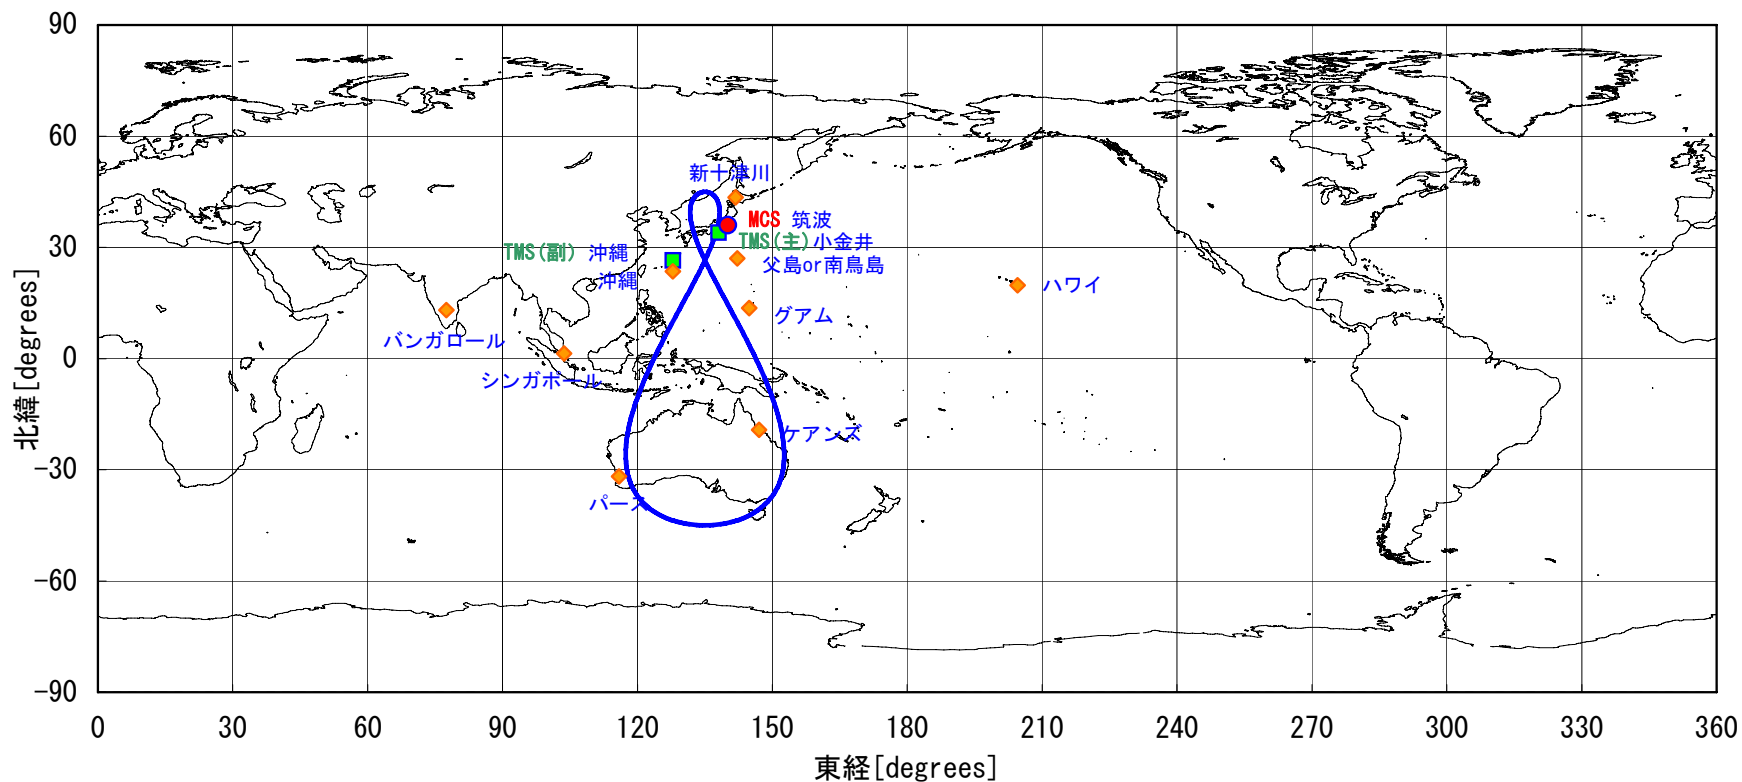 90
60
30
0
-30
-60
-90
北緯[degrees]
新十津川
MCS 筑波
TMS(主)小金井
TMS(副) 沖縄
父島or南鳥島
沖縄
ハワイ
グアム
バンガロール
シンガポール
ケアンズ
パース
0 30 60 90 120 150 180 210 240 270 300 330 360
東経[degrees]